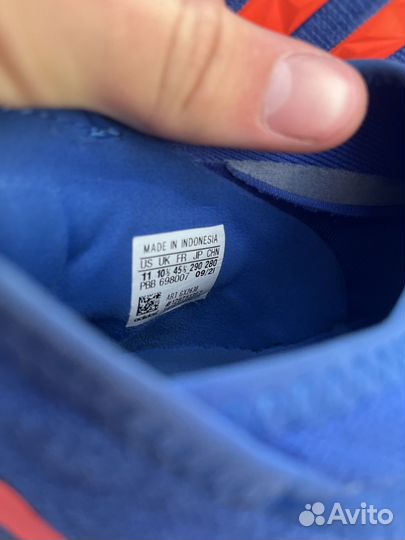 MADE IN INDONESIA
US UK FR JP CHN
11 10½ 45⅓ 290 280
PBB 698007 09/21
adidas
Avito